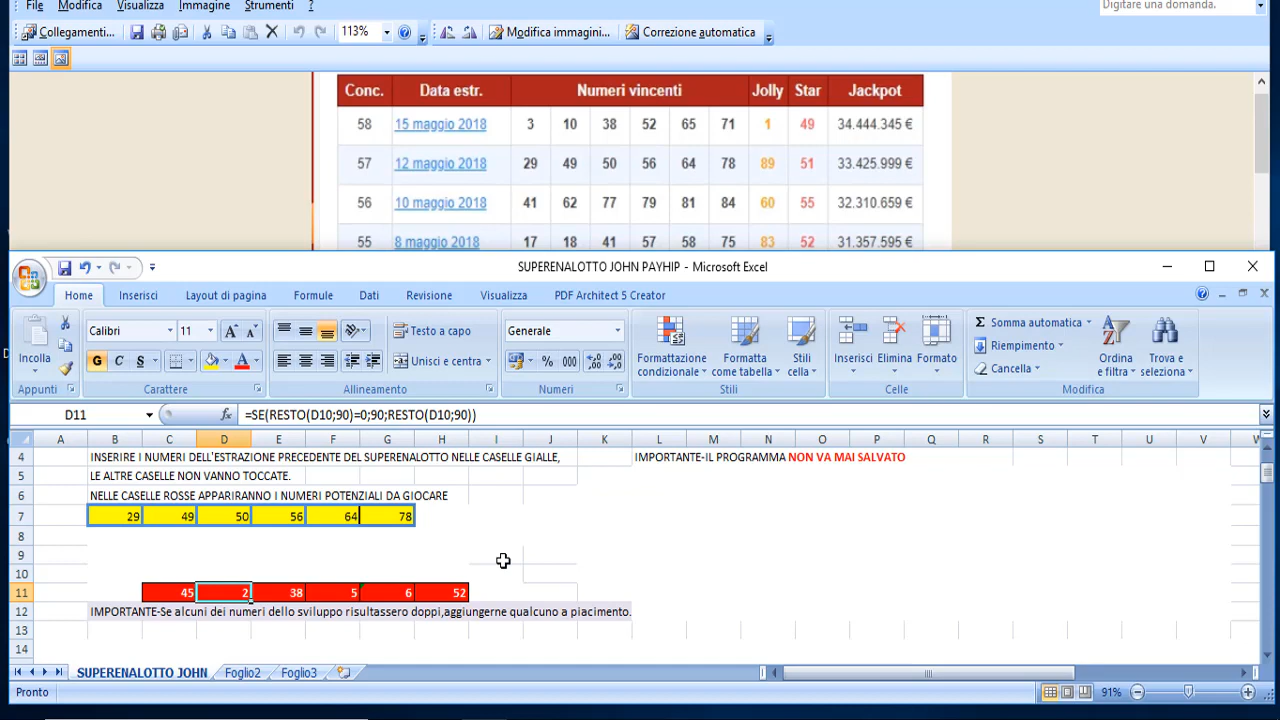 File Modifica Visualizza Immagine Strumenti ? Digitare una domanda.
Collegamenti... 113% Modifica immagini... Correzione automatica
Conc. Data estr. Numeri vincenti Jolly Star Jackpot
58 15 maggio 2018 3 10 38 52 65 71 1 49 34.444.345 €
57 12 maggio 2018 29 49 50 56 64 78 89 51 33.425.999 €
56 10 maggio 2018 41 62 77 79 81 84 60 55 32.310.659 €
55 8 maggio 2018 17 18 41 57 58 75 83 52 31.357.595 €
SUPERENALOTTO JOHN PAYHIP - Microsoft Excel
Home Inserisci Layout di pagina Formule Dati Revisione Visualizza PDF Architect 5 Creator
Calibri 11 Testo a capo Generale Somma automatica
Riempimento
Incolla G C S Unisci e centra % 000 Formattazione condizionale Formatta come tabella Stili cella Inserisci Elimina Formato Cancella Ordina e filtra Trova e seleziona
Appunti Carattere Allineamento Numeri Stili Celle Modifica
D11 fx =SE(RESTO(D10;90)=0;90;RESTO(D10;90))
A B C D E F G H I J K L M N O P Q R S T U V W
4 INSERIRE I NUMERI DELL'ESTRAZIONE PRECEDENTE DEL SUPERENALOTTO NELLE CASELLE GIALLE, IMPORTANTE-IL PROGRAMMA NON VA MAI SALVATO
5 LE ALTRE CASELLE NON VANNO TOCCATE.
6 NELLE CASELLE ROSSE APPARIRANNO I NUMERI POTENZIALI DA GIOCARE
7 29 49 50 56 64 78
8
9
10
11 45 2 38 5 6 52
12 IMPORTANTE-Se alcuni dei numeri dello sviluppo risultassero doppi,aggiungerne qualcuno a piacimento.
13
14
SUPERENALOTTO JOHN Foglio2 Foglio3
Pronto 91%